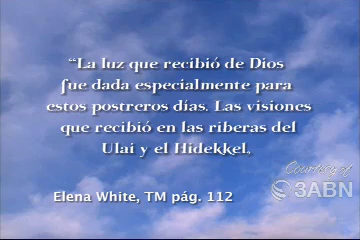 “La luz que recibió de Dios
fue dada especialmente para
estos postreros días. Las visiones
que recibió en las riberas del
Ulai y el Hidekkel,
Courtesy of
3ABN
Elena White, TM pág. 112